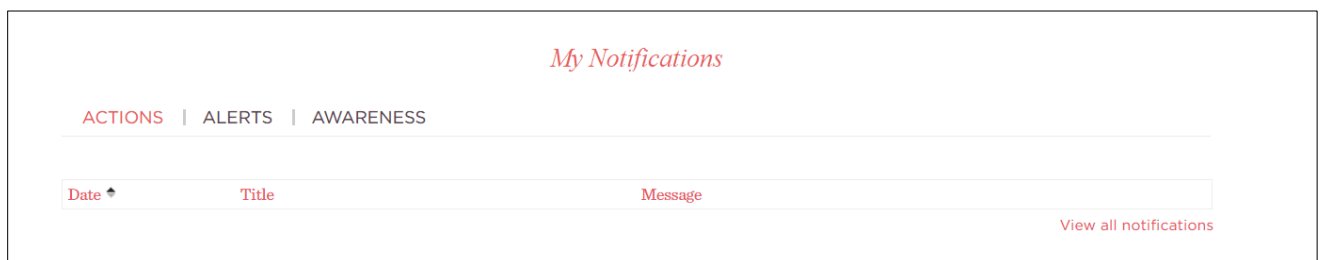 My Notifications
ACTIONS | ALERTS | AWARENESS
Date Title Message
View all notifications